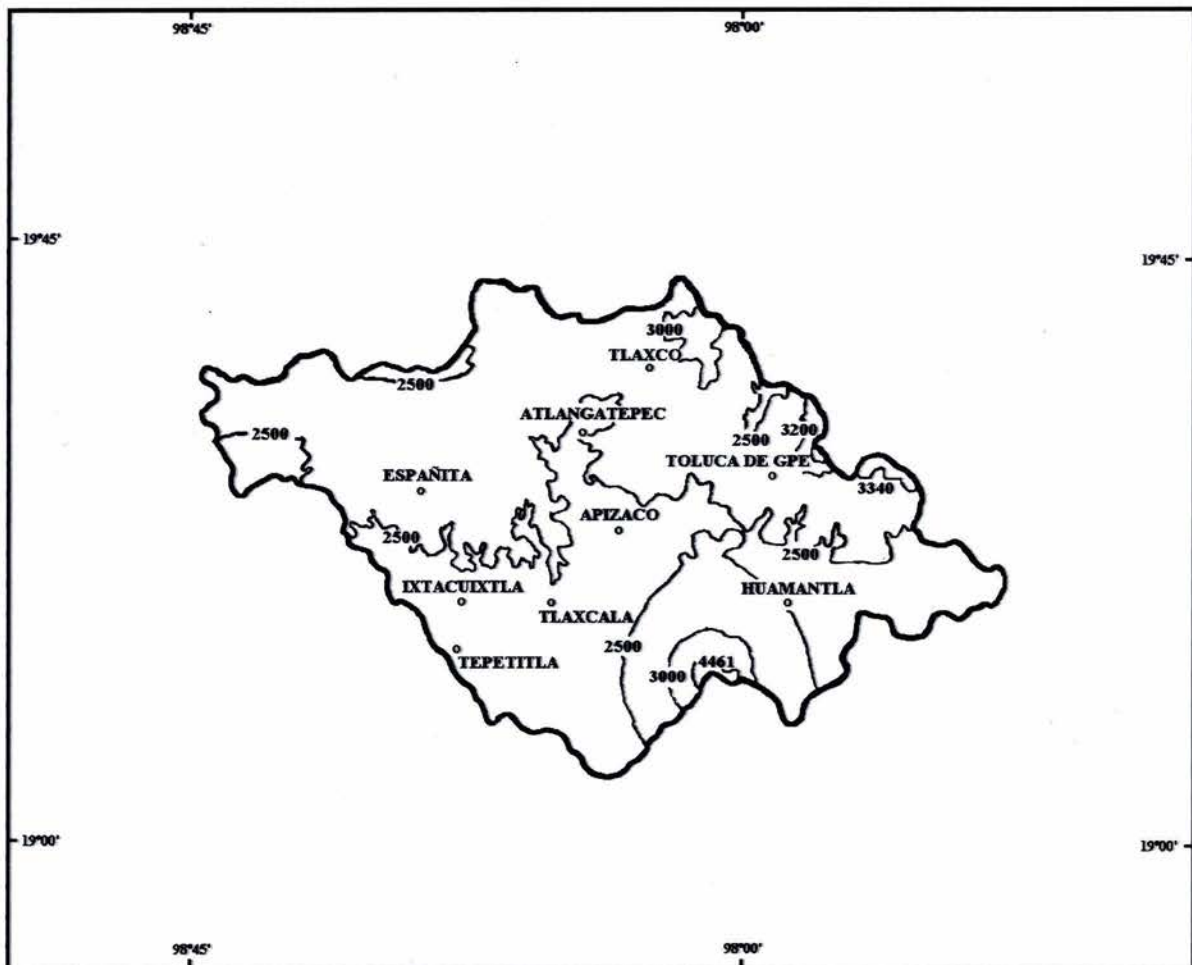 98°45'
98°00'
19°45'
19°45'
3000
TLAXCO
2500
ATLANGATEPEC
2500
2500
3200
TOLUCA DE GPE
ESPAÑITA
3340
APIZACO
2500
2500
IXTACUIXTLA
HUAMANTLA
TLAXCALA
2500
TEPETITLA
4461
3000
19°00'
19°00'
98°45'
98°00'